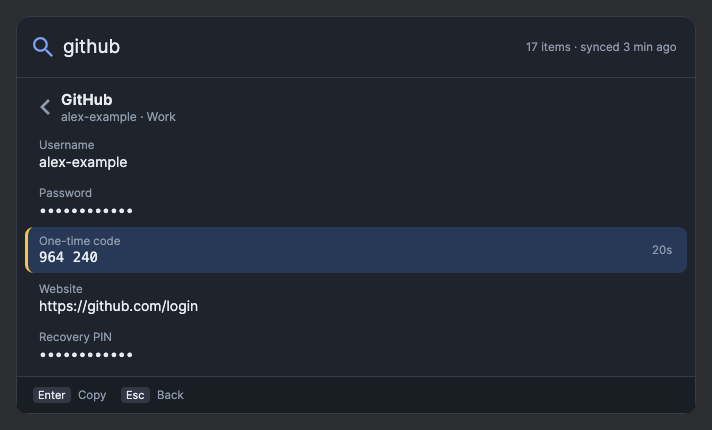 github
17 items · synced 3 min ago
GitHub
alex-example · Work
Username
alex-example
Password
••••••••••••
One-time code
964 240
20s
Website
https://github.com/login
Recovery PIN
••••••••••••
Enter Copy Esc Back